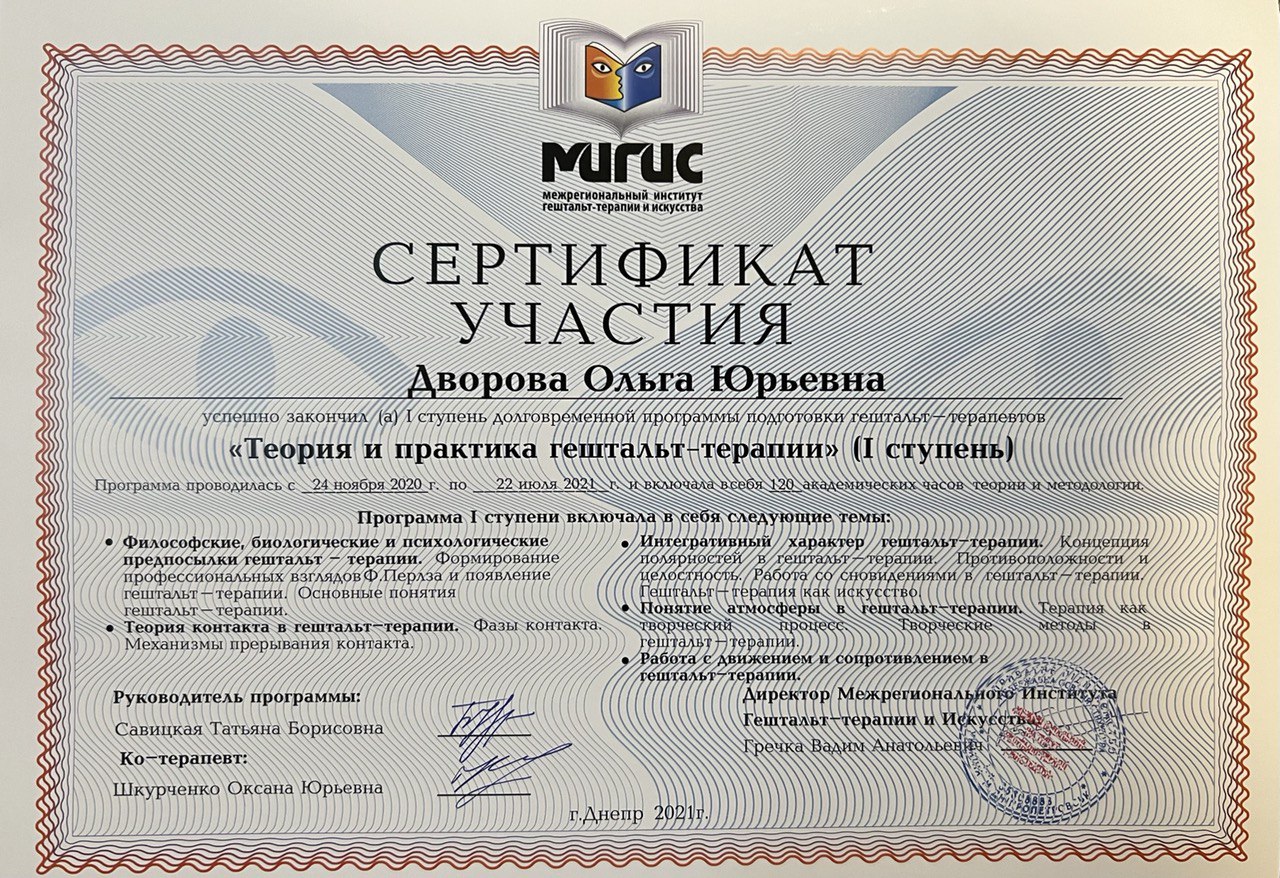 МИГИС
межрегиональный институт
гештальт-терапии и искусства
СЕРТИФИКАТ
УЧАСТИЯ
Дворова Ольга Юрьевна
успешно закончил (а) I ступень долговременной программы подготовки гештальт—терапевтов
«Теория и практика гештальт-терапии» (I ступень)
Программа проводилась с 24 ноября 2020 г. по 22 июля 2021 г. и включала в себя 120 академических часов теории и методологии.
Программа I ступени включала в себя следующие темы:
• Философские, биологические и психологические
предпосылки гештальт – терапии. Формирование
профессиональных взглядов Ф.Перлза и появление
гештальт—терапии. Основные понятия
гештальт—терапии.
• Теория контакта в гештальт-терапии. Фазы контакта.
Механизмы прерывания контакта.
• Интегративный характер гештальт-терапии. Концепция
полярностей в гештальт-терапии. Противоположности и
целостность. Работа со сновидениями в гештальт-терапии.
Гештальт—терапия как искусство.
• Понятие атмосферы в гештальт-терапии. Терапия как
творческий процесс. Творческие методы в
гештальт—терапии.
• Работа с движением и сопротивлением в
гештальт-терапии.
Руководитель программы:
Савицкая Татьяна Борисовна
Ко-терапевт:
Шкурченко Оксана Юрьевна
Директор Межрегионального Института
Гештальт—терапии и Искусства
Гречка Вадим Анатольевич
г.Днепр 2021г.